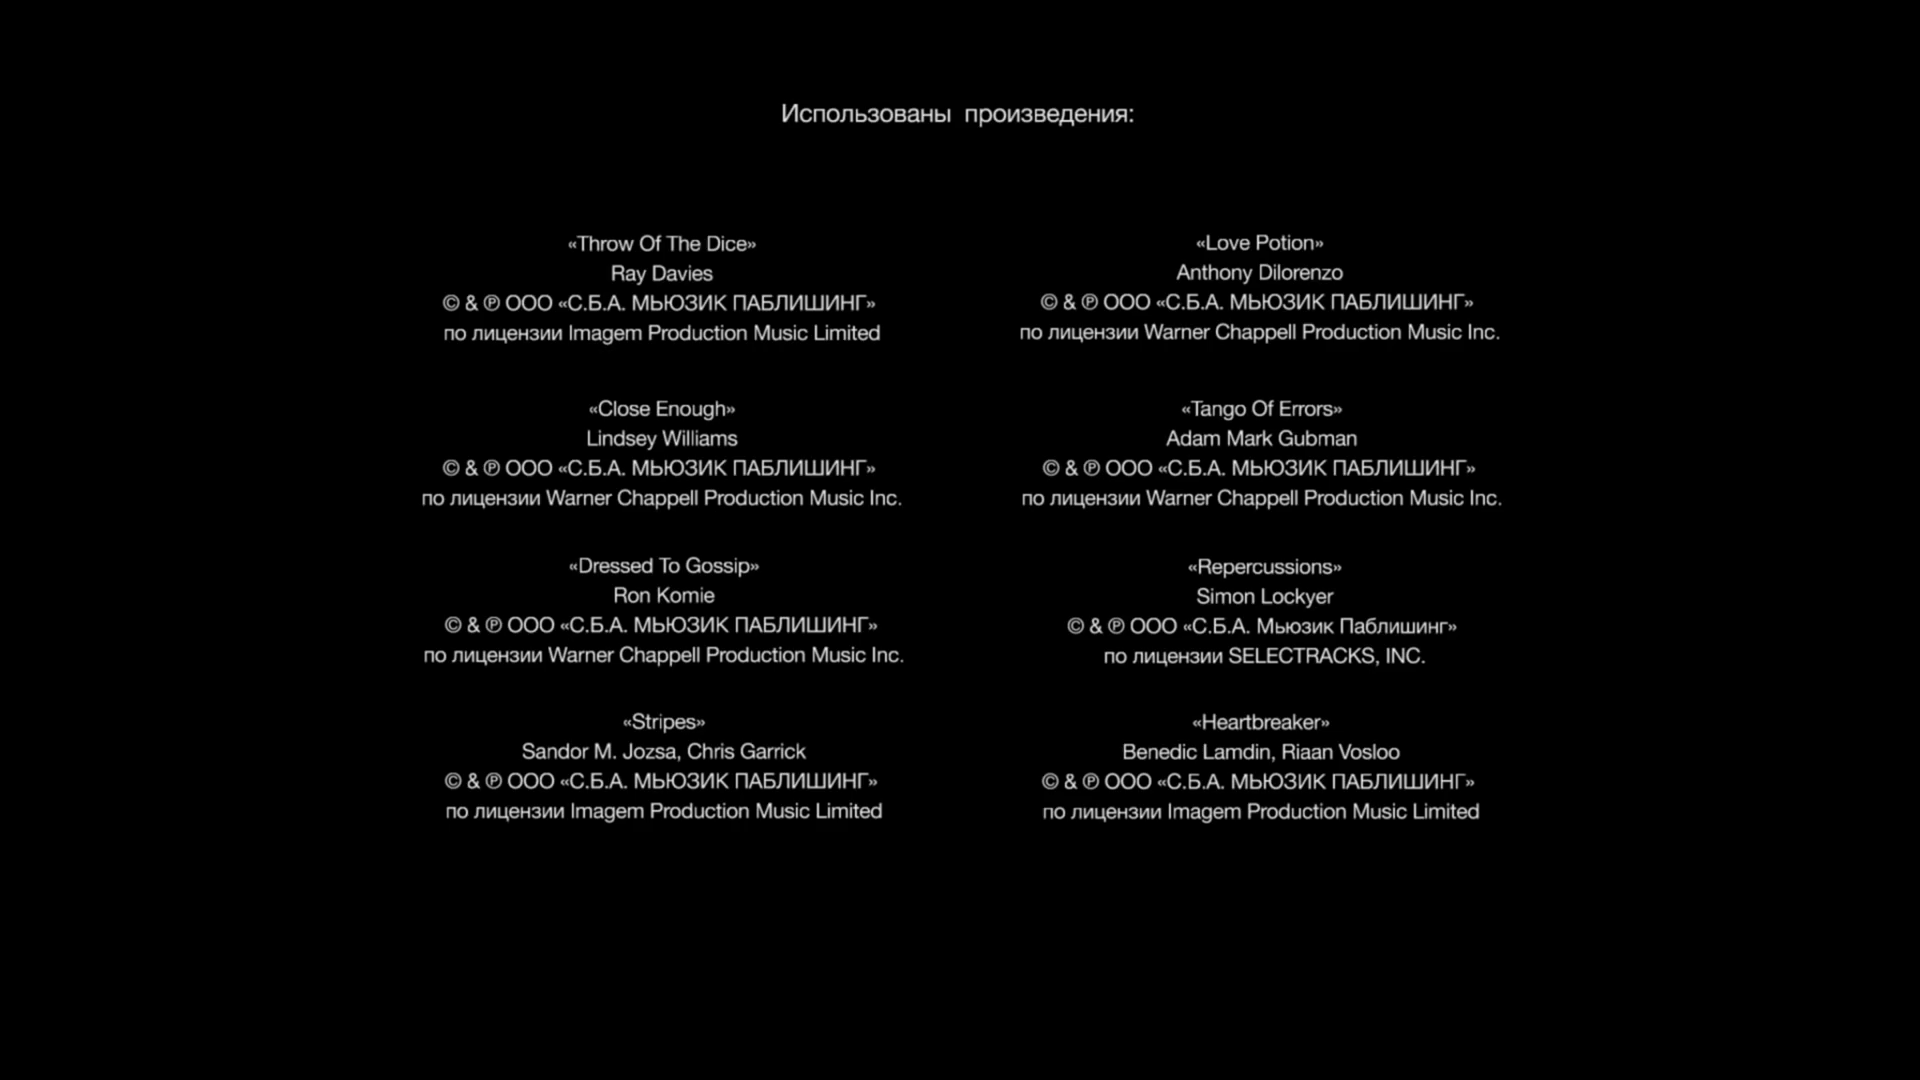 Использованы произведения:
«Throw Of The Dice»
Ray Davies
© & ℗ ООО «С.Б.А. МЬЮЗИК ПАБЛИШИНГ»
по лицензии Imagem Production Music Limited
«Love Potion»
Anthony Dilorenzo
© & ℗ ООО «С.Б.А. МЬЮЗИК ПАБЛИШИНГ»
по лицензии Warner Chappell Production Music Inc.
«Close Enough»
Lindsey Williams
© & ℗ ООО «С.Б.А. МЬЮЗИК ПАБЛИШИНГ»
по лицензии Warner Chappell Production Music Inc.
«Tango Of Errors»
Adam Mark Gubman
© & ℗ ООО «С.Б.А. МЬЮЗИК ПАБЛИШИНГ»
по лицензии Warner Chappell Production Music Inc.
«Dressed To Gossip»
Ron Komie
© & ℗ ООО «С.Б.А. МЬЮЗИК ПАБЛИШИНГ»
по лицензии Warner Chappell Production Music Inc.
«Repercussions»
Simon Lockyer
© & ℗ ООО «С.Б.А. Мьюзик Паблишинг»
по лицензии SELECTRACKS, INC.
«Stripes»
Sandor M. Jozsa, Chris Garrick
© & ℗ ООО «С.Б.А. МЬЮЗИК ПАБЛИШИНГ»
по лицензии Imagem Production Music Limited
«Heartbreaker»
Benedic Lamdin, Riaan Vosloo
© & ℗ ООО «С.Б.А. МЬЮЗИК ПАБЛИШИНГ»
по лицензии Imagem Production Music Limited